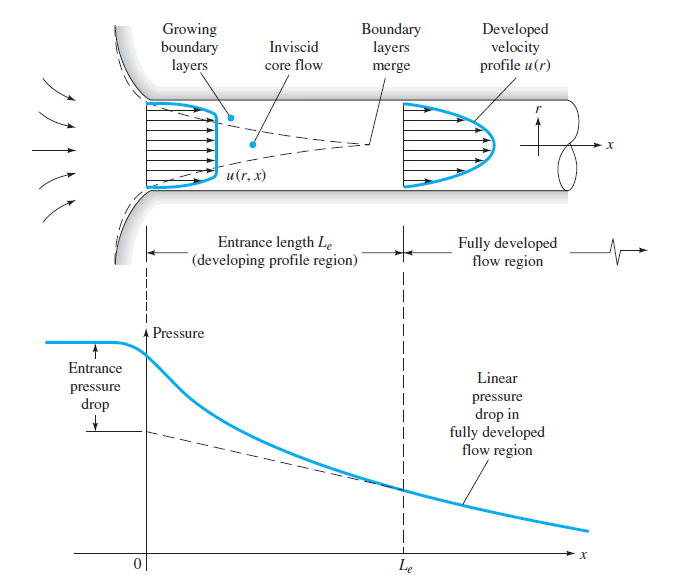 Growing
boundary
layers
Inviscid
core flow
Boundary
layers
merge
Developed
velocity
profile u(r)
r
x
u(r, x)
Entrance length Le
(developing profile region)
Fully developed
flow region
Pressure
Entrance
pressure
drop
Linear
pressure
drop in
fully developed
flow region
0
Le
x